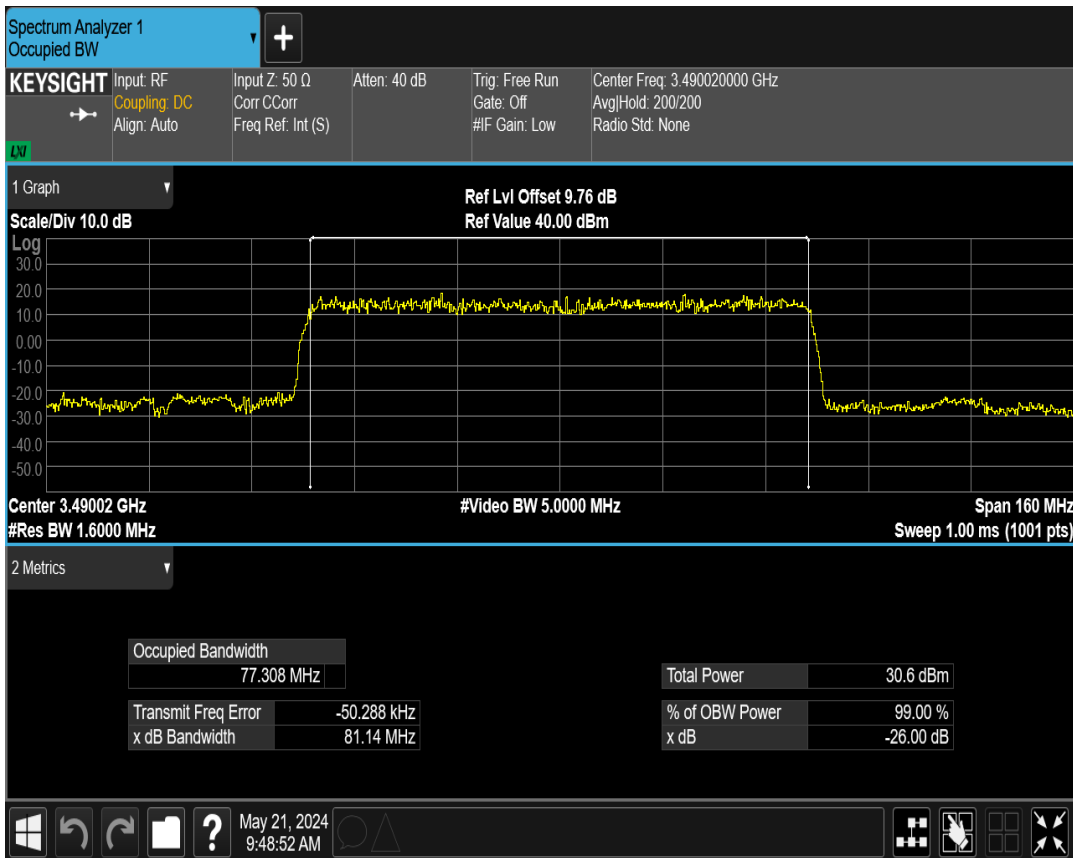 Spectrum Analyzer 1
Occupied BW
KEYSIGHT
Input: RF
Coupling: DC
Align: Auto
Input Z: 50 Ω
Corr CCorr
Freq Ref: Int (S)
Atten: 40 dB
Trig: Free Run
Gate: Off
#IF Gain: Low
Center Freq: 3.490020000 GHz
Avg|Hold: 200/200
Radio Std: None
LXI
1 Graph
Scale/Div 10.0 dB
Ref Lvl Offset 9.76 dB
Ref Value 40.00 dBm
Log
30.0
20.0
10.0
0.00
-10.0
-20.0
-30.0
-40.0
-50.0
Center 3.49002 GHz
#Video BW 5.0000 MHz
Span 160 MHz
#Res BW 1.6000 MHz
Sweep 1.00 ms (1001 pts)
2 Metrics
Occupied Bandwidth
77.308 MHz
Total Power 30.6 dBm
Transmit Freq Error -50.288 kHz
% of OBW Power 99.00 %
x dB Bandwidth 81.14 MHz
x dB -26.00 dB
?
May 21, 2024
9:48:52 AM